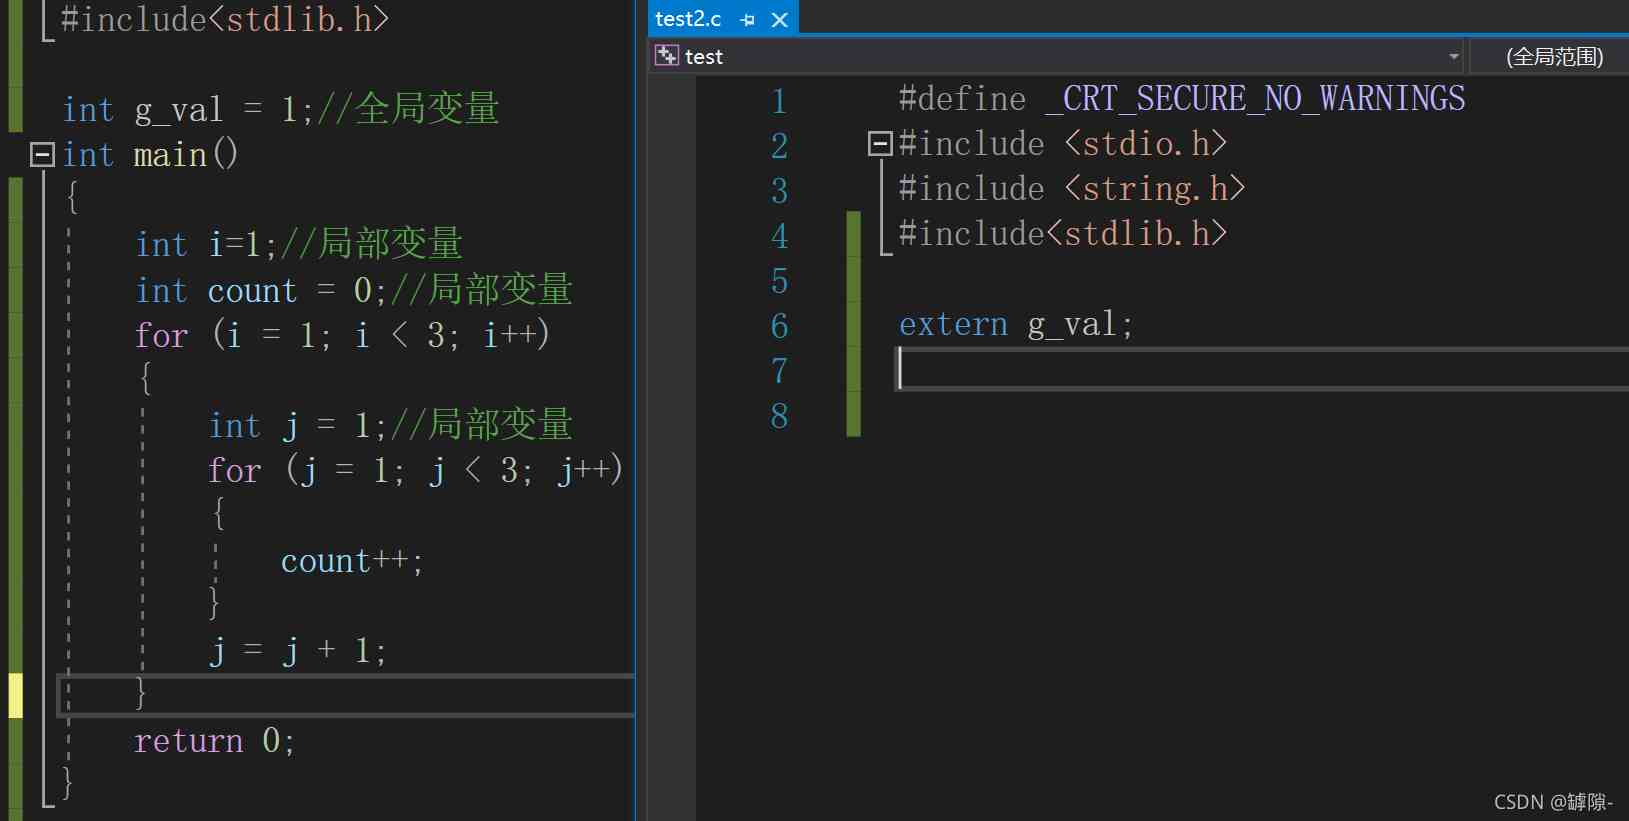 #include<stdlib.h>
int g_val = 1;//全局变量
int main()
{
int i=1;//局部变量
int count = 0;//局部变量
for (i = 1; i < 3; i++)
{
int j = 1;//局部变量
for (j = 1; j < 3; j++)
{
count++;
}
j = j + 1;
}
return 0;
}
test2.c
test
(全局范围)
1 #define _CRT_SECURE_NO_WARNINGS
2 #include <stdio.h>
3 #include <string.h>
4 #include<stdlib.h>
5
6 extern g_val;
7
8
CSDN @罅隙-